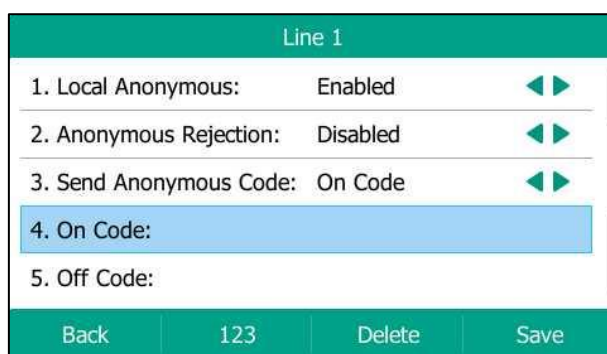 Line 1
1. Local Anonymous: Enabled
2. Anonymous Rejection: Disabled
3. Send Anonymous Code: On Code
4. On Code:
5. Off Code:
Back 123 Delete Save